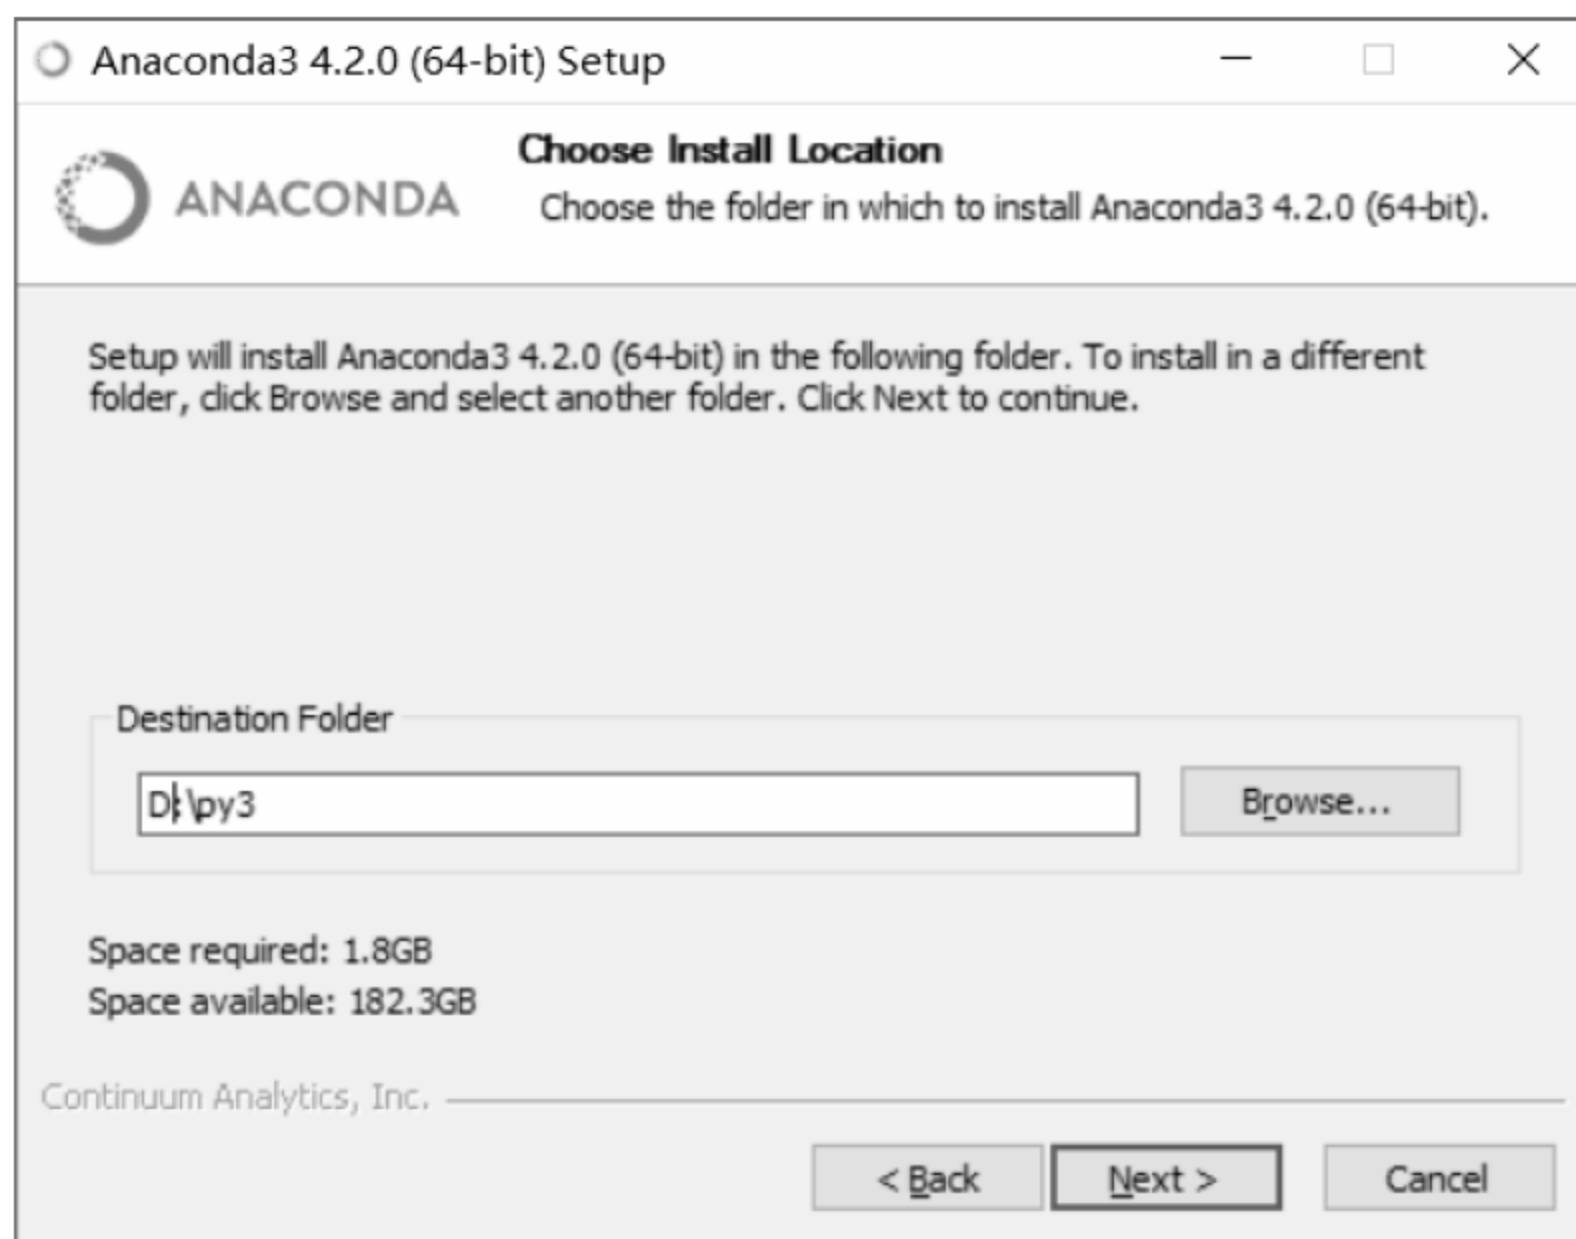 Anaconda3 4.2.0 (64-bit) Setup
ANACONDA
Choose Install Location
Choose the folder in which to install Anaconda3 4.2.0 (64-bit).
Setup will install Anaconda3 4.2.0 (64-bit) in the following folder. To install in a different
folder, click Browse and select another folder. Click Next to continue.
Destination Folder
D:\py3
Browse...
Space required: 1.8GB
Space available: 182.3GB
Continuum Analytics, Inc.
< Back
Next >
Cancel